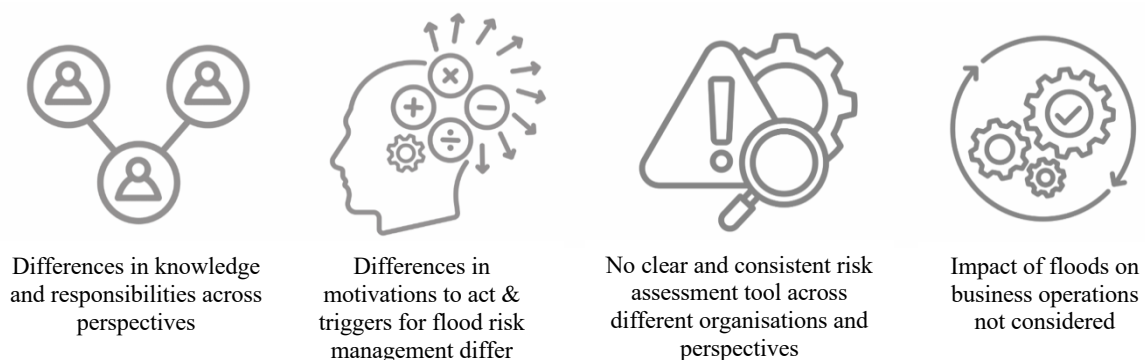 Differences in knowledge
and responsibilities across
perspectives
Differences in
motivations to act &
triggers for flood risk
management differ
No clear and consistent risk
assessment tool across
different organisations and
perspectives
Impact of floods on
business operations
not considered